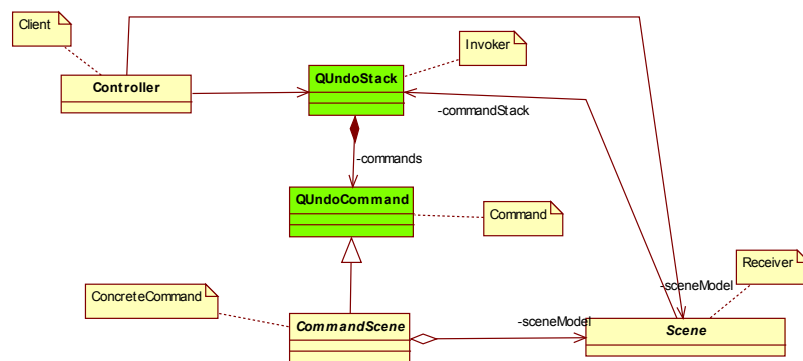 Client
Invoker
Controller
QUndoStack
-commandStack
-commands
QUndoCommand
Command
Receiver
ConcreteCommand
-sceneModel
CommandScene
-sceneModel
Scene